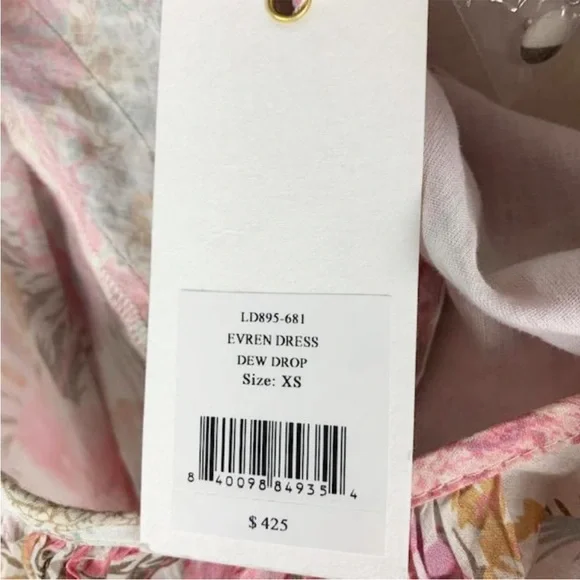 LD895-681
EVREN DRESS
DEW DROP
Size: XS
8 40098 84935 4
$ 425